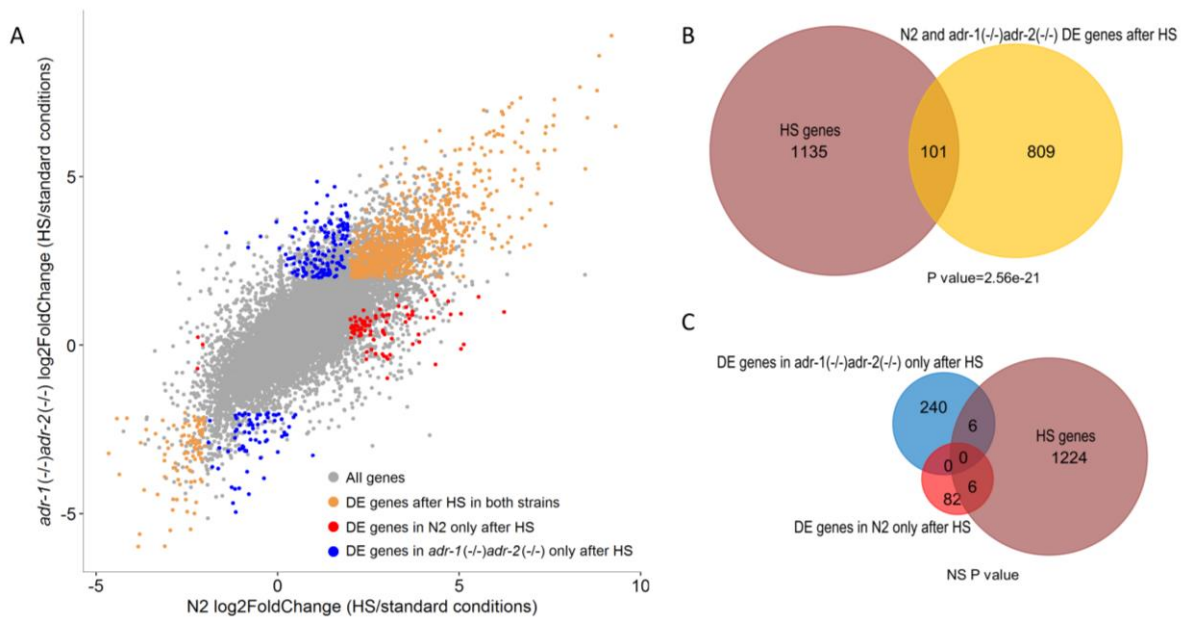 A
adr-1(-/-)adr-2(-/-) log2FoldChange (HS/standard conditions)
5
0
-5
-5
0
5
10
N2 log2FoldChange (HS/standard conditions)
All genes
DE genes after HS in both strains
DE genes in N2 only after HS
DE genes in adr-1(-/-)adr-2(-/-) only after HS
B
N2 and adr-1(-/-)adr-2(-/-) DE genes after HS
HS genes
1135
101
809
P value=2.56e-21
C
DE genes in adr-1(-/-)adr-2(-/-) only after HS
240
6
HS genes
1224
0
0
6
82
DE genes in N2 only after HS
NS P value